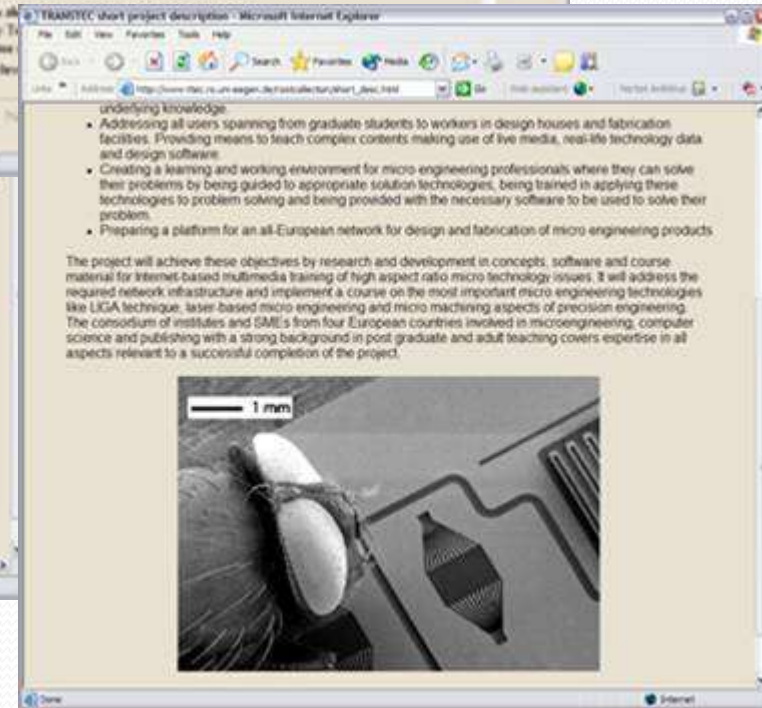 TRANSTEC short project description - Microsoft Internet Explorer
File Edit View Favorites Tools Help
Back Search Favorites Media
Links Address Go Norton AntiVirus
underlying knowledge.
• Addressing all users spanning from graduate students to workers in design houses and fabrication
facilities. Providing means to teach complex contents making use of live media, real-life technology data
and design software.
• Creating a learning and working environment for micro engineering professionals where they can solve
their problems by being guided to appropriate solution technologies, being trained in applying these
technologies to problem solving and being provided with the necessary software to be used to solve their
problem.
• Preparing a platform for an all-European network for design and fabrication of micro engineering products
The project will achieve these objectives by research and development in concepts, software and course
material for Internet-based multimedia training of high aspect ratio micro technology issues. It will address the
required network infrastructure and implement a course on the most important micro engineering technologies
like LIGA technique, laser-based micro engineering and micro machining aspects of precision engineering.
The consortium of institutes and SMEs from four European countries involved in microengineering, computer
science and publishing with a strong background in post graduate and adult teaching covers expertise in all
aspects relevant to a successful completion of the project.
1 mm
Done Internet